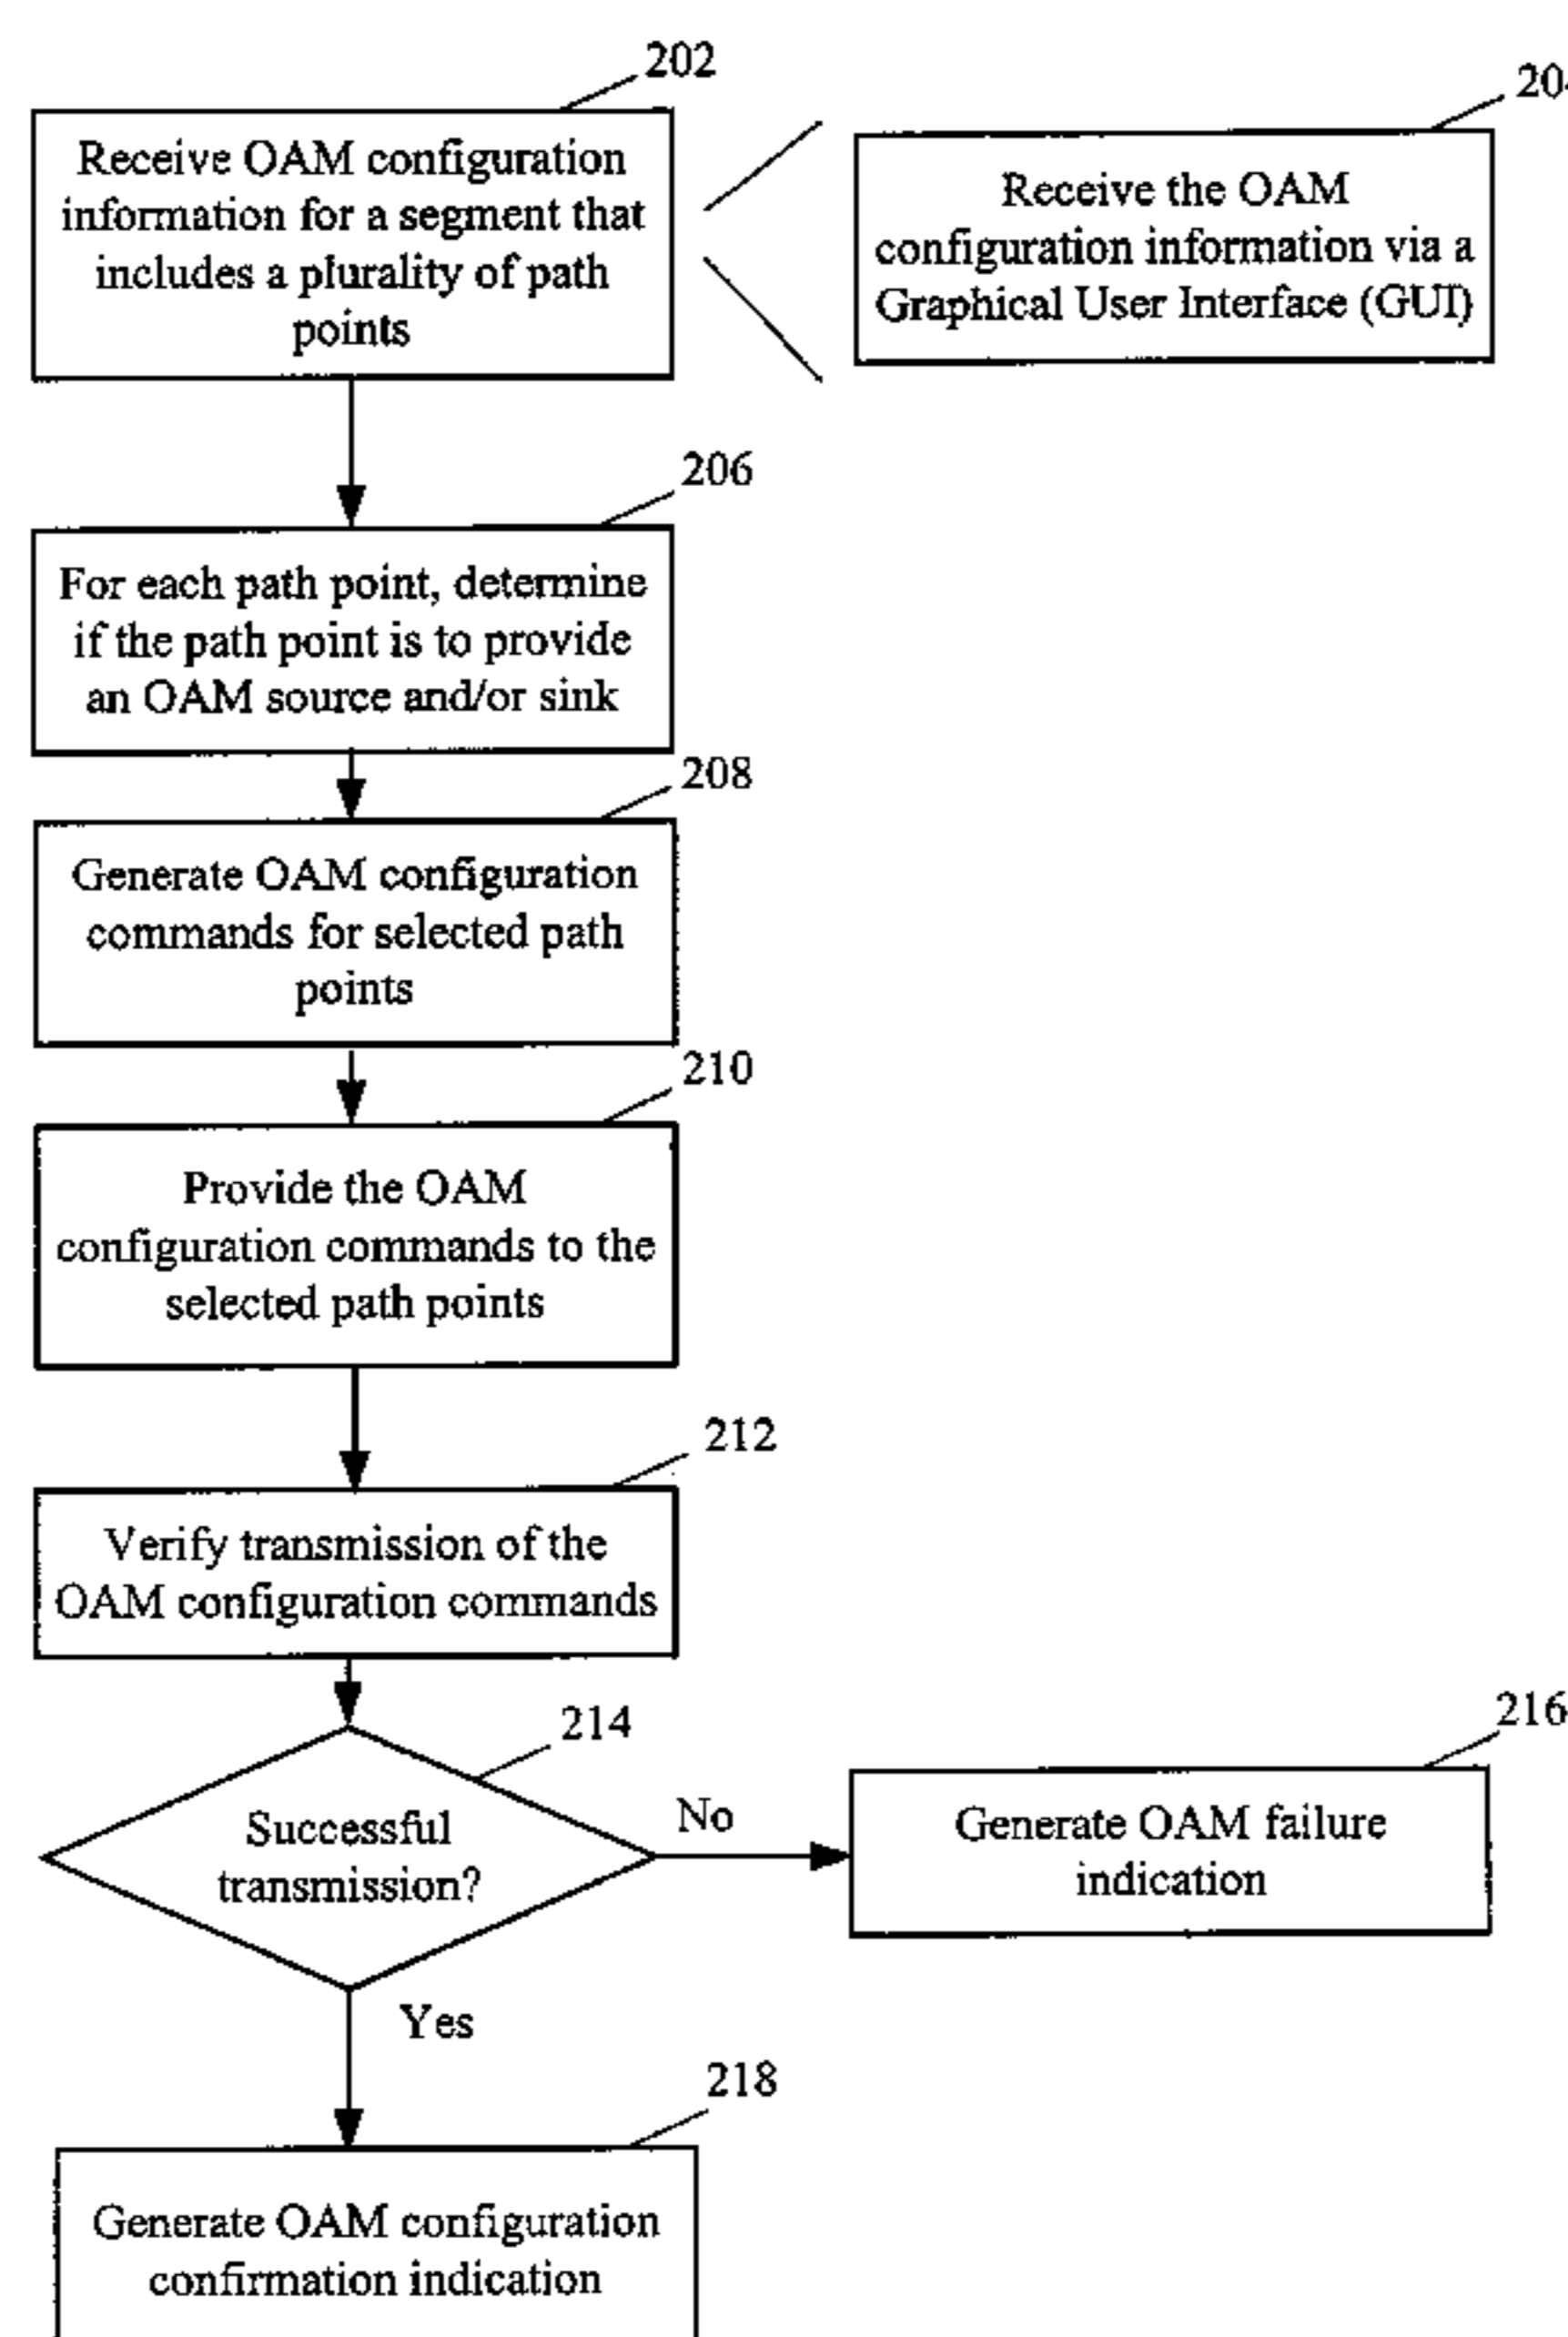 202
Receive OAM configuration
information for a segment that
includes a plurality of path
points
Receive the OAM
configuration information via a
Graphical User Interface (GUI)
206
For each path point, determine
if the path point is to provide
an OAM source and/or sink
208
Generate OAM configuration
commands for selected path
points
210
Provide the OAM
configuration commands to the
selected path points
212
Verify transmission of the
OAM configuration commands
214
Successful
transmission?
No
216
Generate OAM failure
indication
Yes
218
Generate OAM configuration
confirmation indication